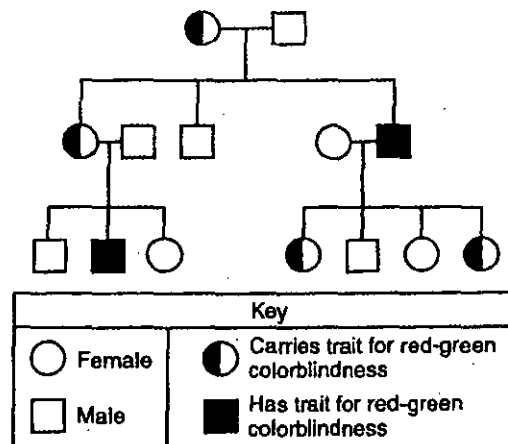 Key
Female
Carries trait for red-green
colorblindness
Male
Has trait for red-green
colorblindness